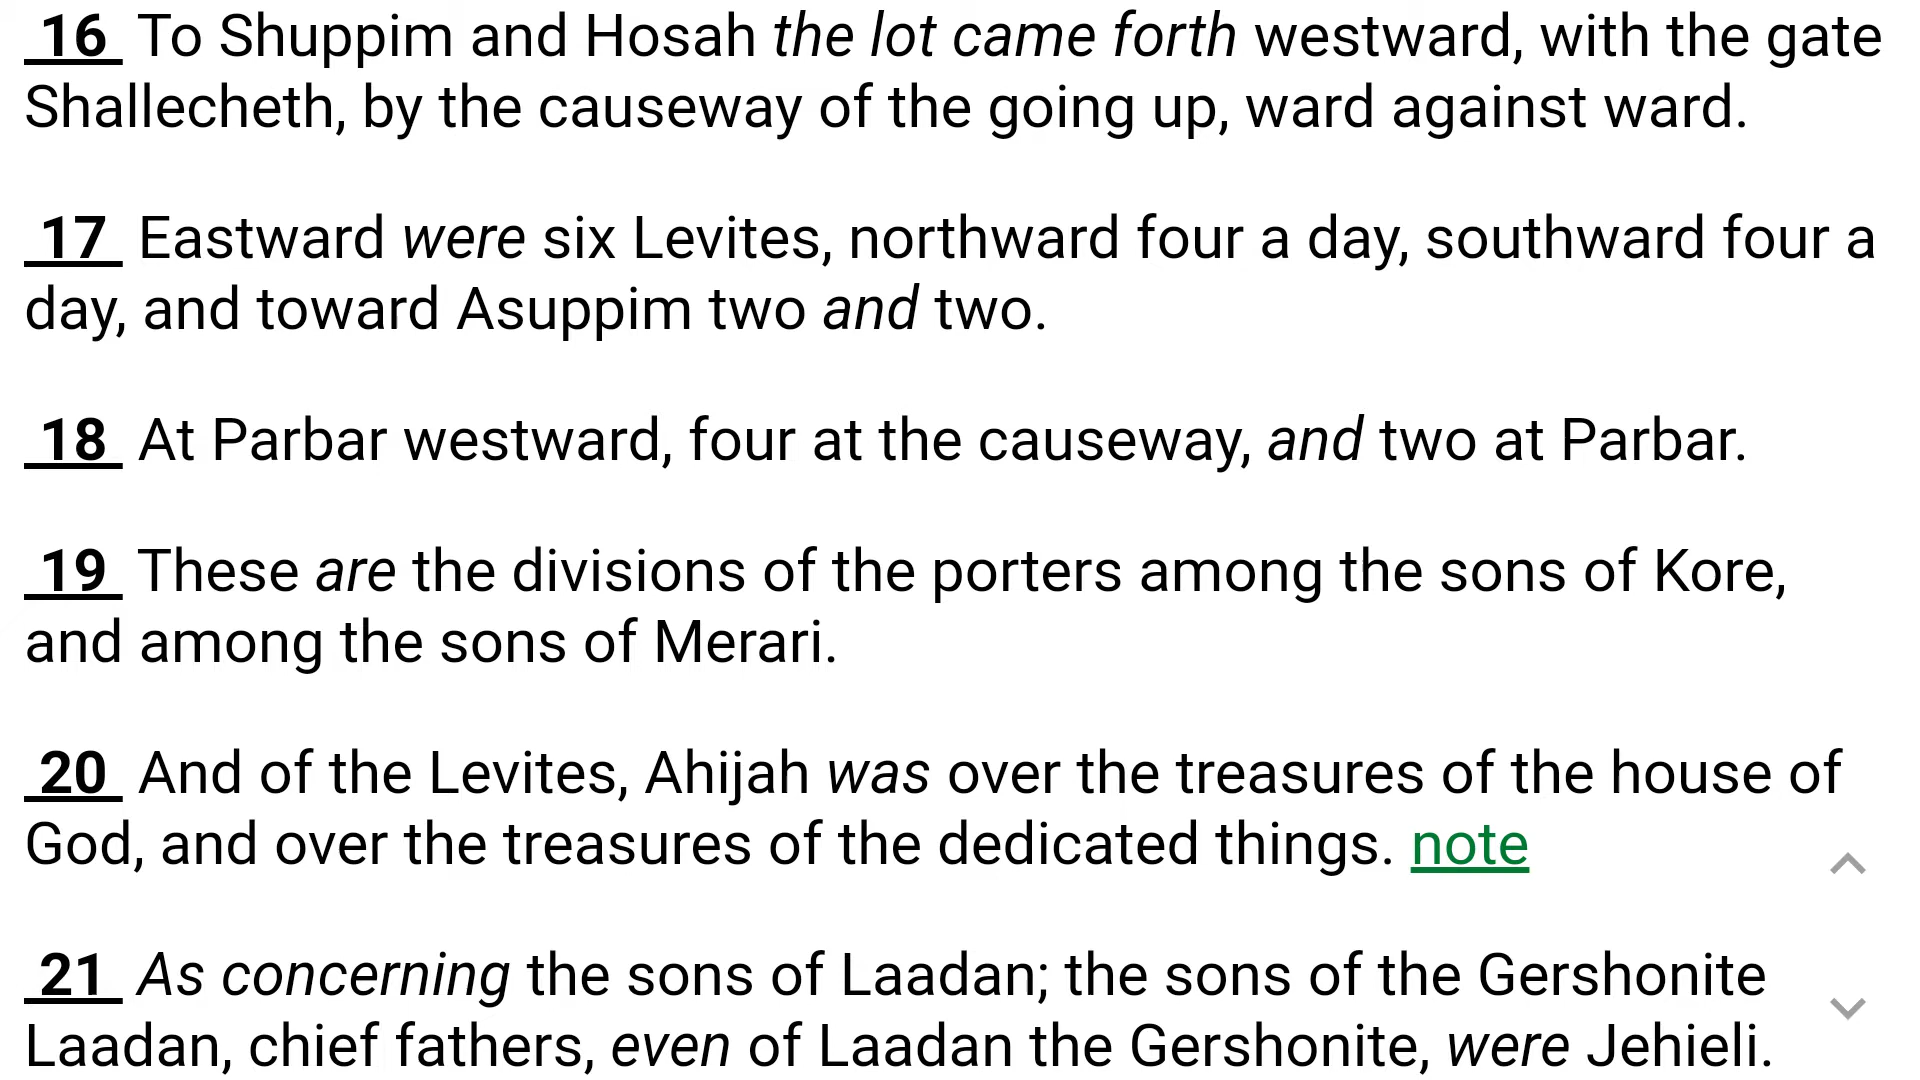 16 To Shuppim and Hosah the lot came forth westward, with the gate
Shallecheth, by the causeway of the going up, ward against ward.
17 Eastward were six Levites, northward four a day, southward four a
day, and toward Asuppim two and two.
18 At Parbar westward, four at the causeway, and two at Parbar.
19 These are the divisions of the porters among the sons of Kore,
and among the sons of Merari.
20 And of the Levites, Ahijah was over the treasures of the house of
God, and over the treasures of the dedicated things. note
21 As concerning the sons of Laadan; the sons of the Gershonite
Laadan, chief fathers, even of Laadan the Gershonite, were Jehieli.